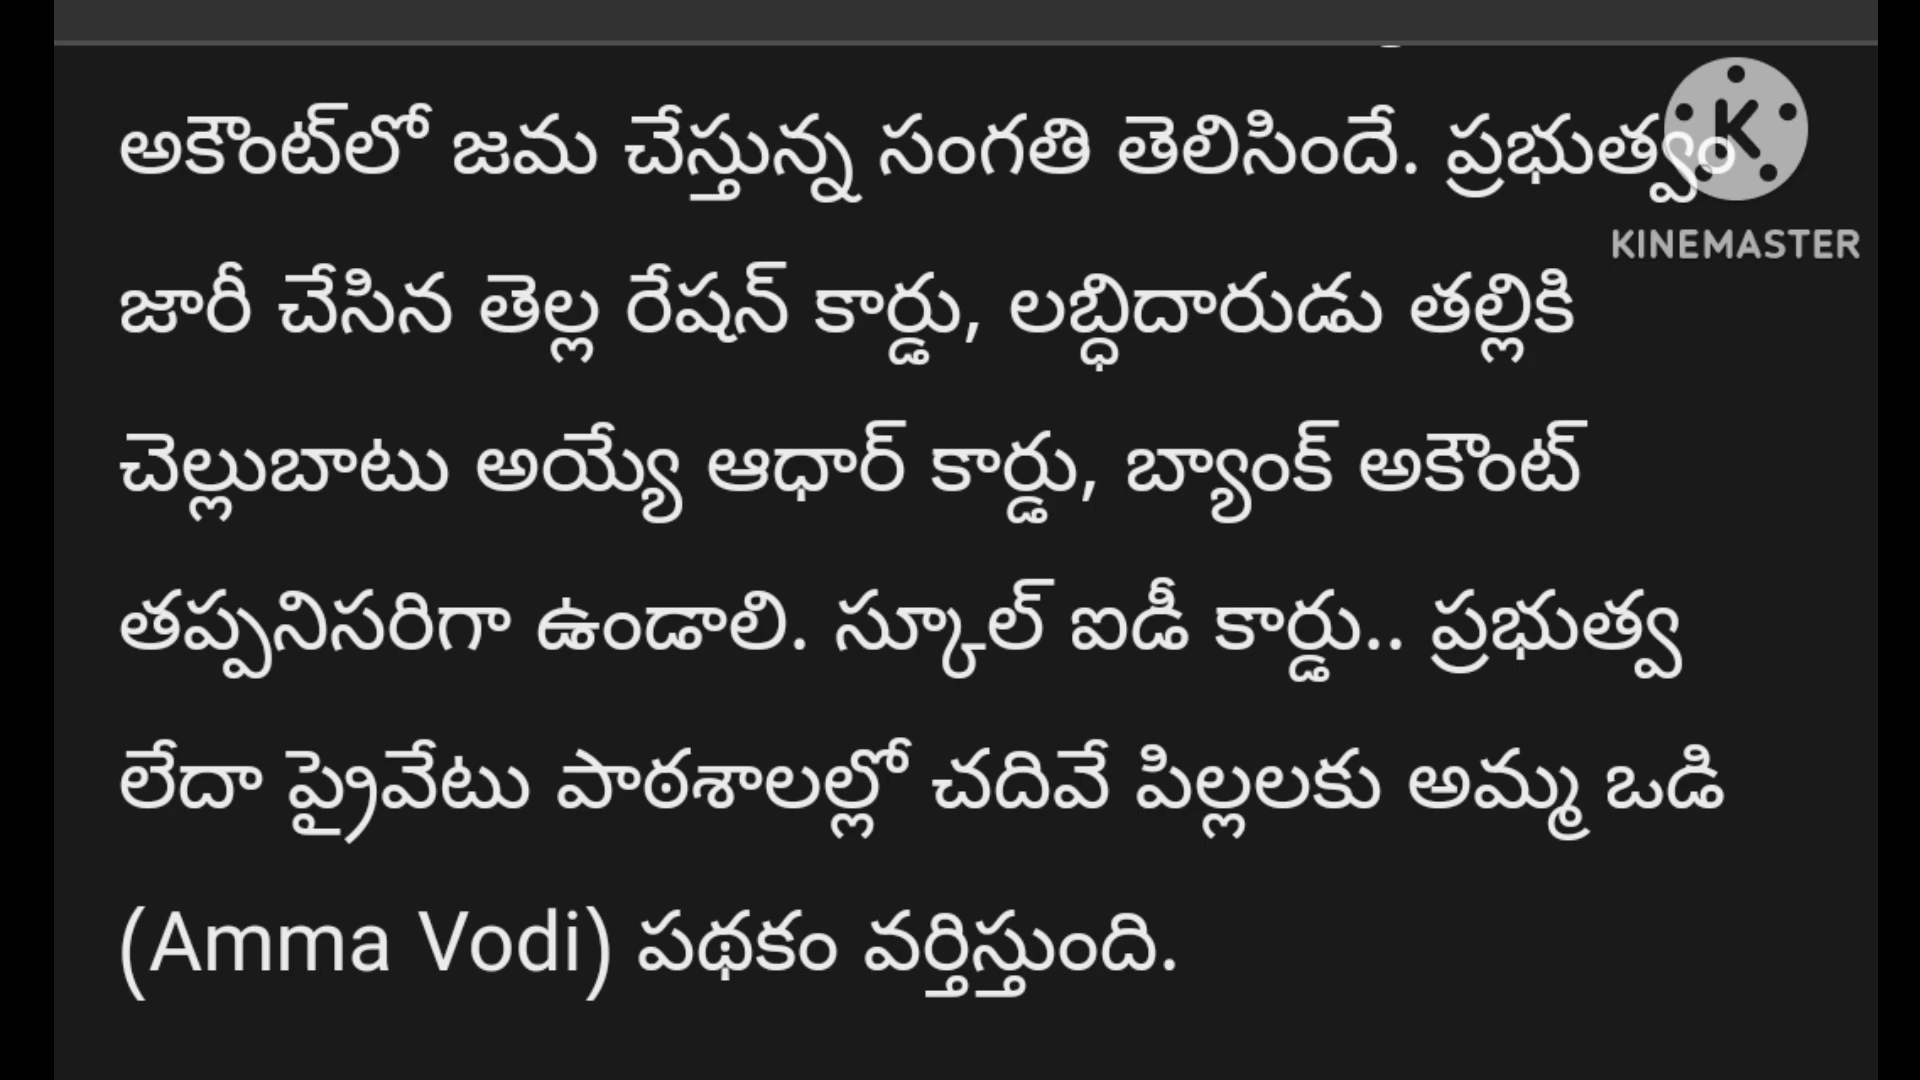 అకౌంట్‌లో జమ చేస్తున్న సంగతి తెలిసిందే. ప్రభుత్వం
KINEMASTER
జారీ చేసిన తెల్ల రేషన్ కార్డు, లబ్ధిదారుడు తల్లికి
చెల్లుబాటు అయ్యే ఆధార్ కార్డు, బ్యాంక్ అకౌంట్
తప్పనిసరిగా ఉండాలి. స్కూల్ ఐడీ కార్డు.. ప్రభుత్వ
లేదా ప్రైవేటు పాఠశాలల్లో చదివే పిల్లలకు అమ్మ ఒడి
(Amma Vodi) పథకం వర్తిస్తుంది.